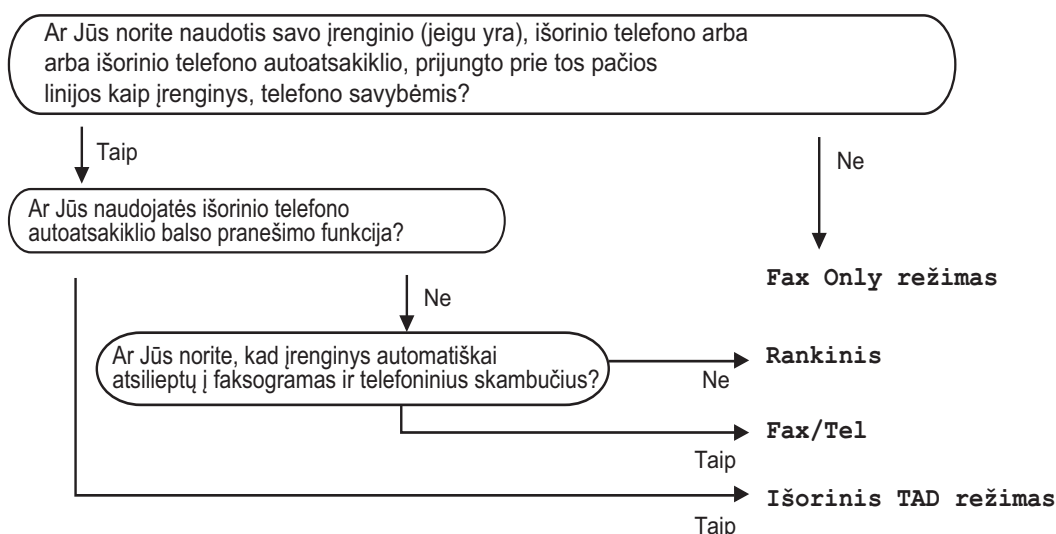 Ar Jūs norite naudotis savo įrenginio (jeigu yra), išorinio telefono arba
arba išorinio telefono autoatsakiklio, prijungto prie tos pačios
linijos kaip įrenginys, telefono savybėmis?
Taip
Ne
Ar Jūs naudojatės išorinio telefono
autoatsakiklio balso pranešimo funkcija?
Fax Only režimas
Ne
Ar Jūs norite, kad įrenginys automatiškai
atsilieptų į faksogramas ir telefoninius skambučius?
Ne
Rankinis
Fax/Tel
Taip
Išorinis TAD režimas
Taip